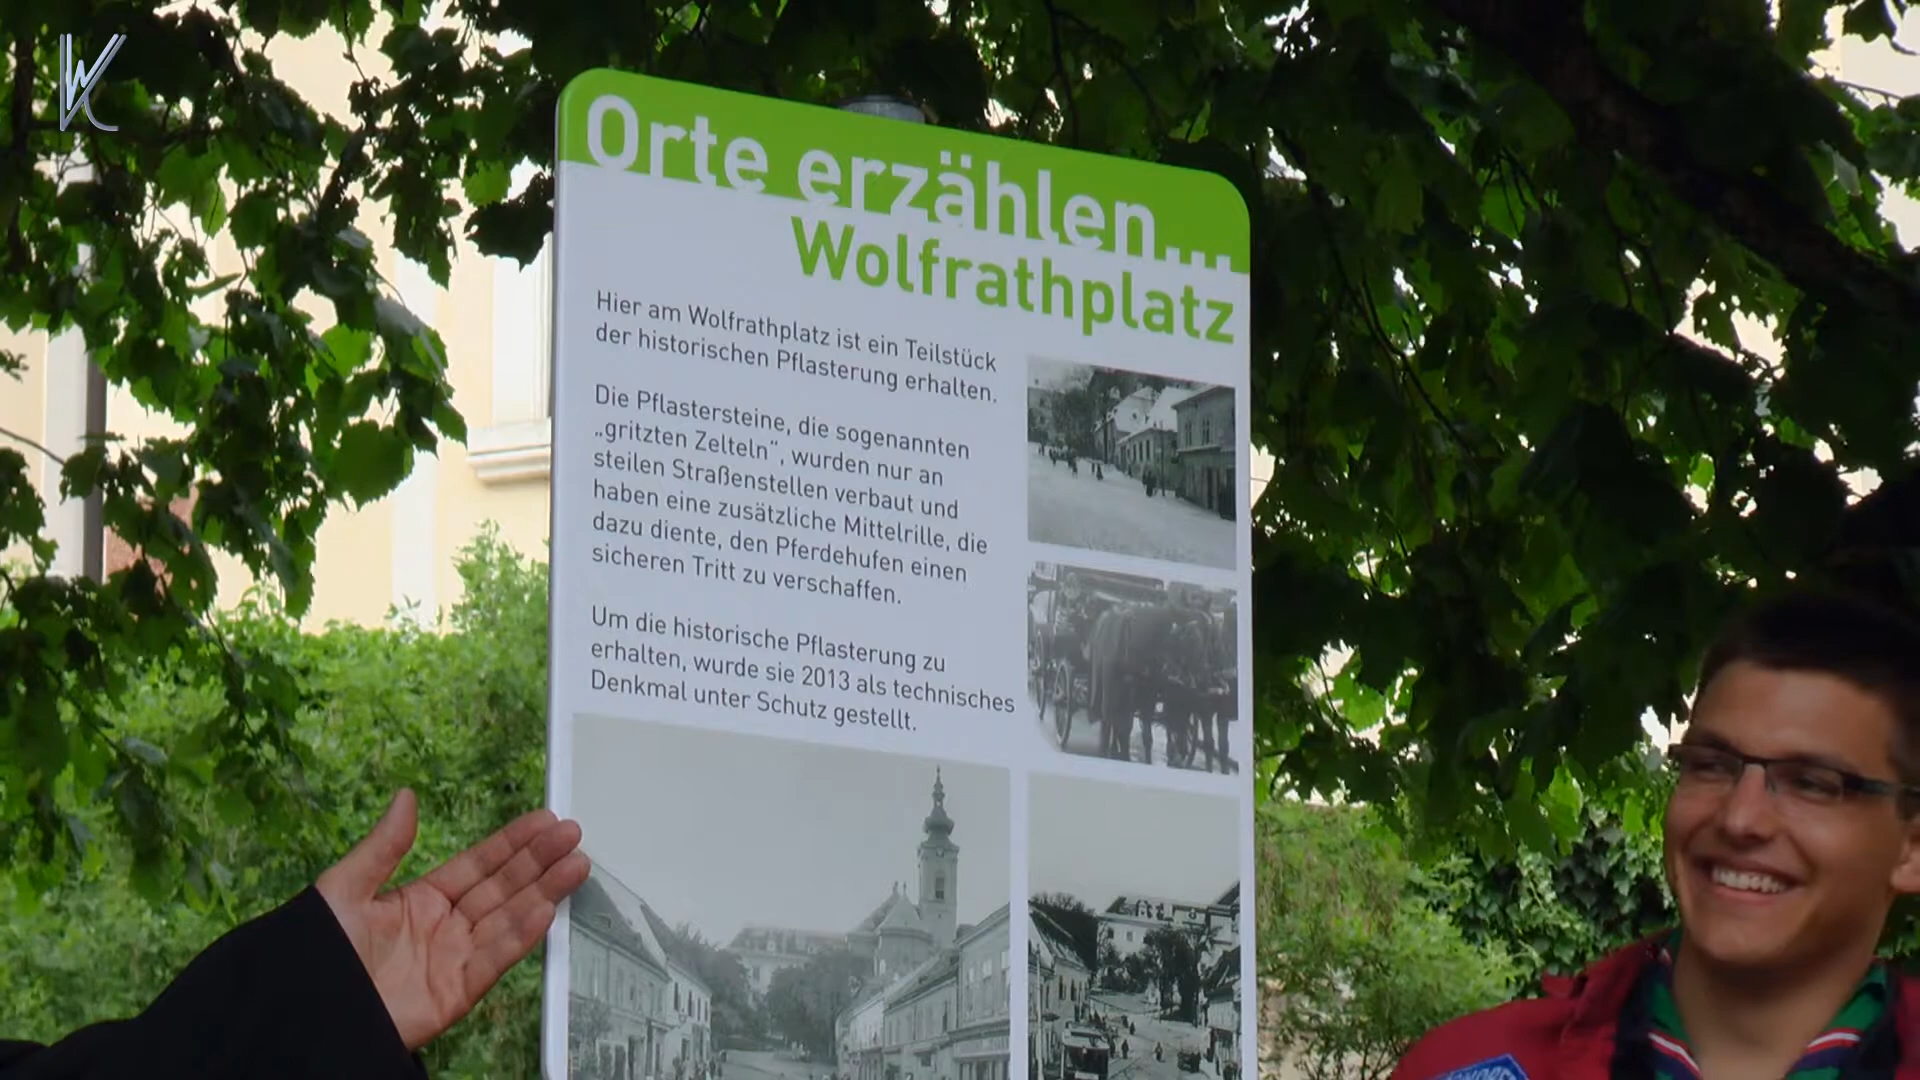 Orte erzählen....
Wolfrathplatz
Hier am Wolfrathplatz ist ein Teilstück
der historischen Pflasterung erhalten.
Die Pflastersteine, die sogenannten
„gritzten Zelteln“, wurden nur an
steilen Straßenstellen verbaut und
haben eine zusätzliche Mittelrille, die
dazu diente, den Pferdehufen einen
sicheren Tritt zu verschaffen.
Um die historische Pflasterung zu
erhalten, wurde sie 2013 als technisches
Denkmal unter Schutz gestellt.